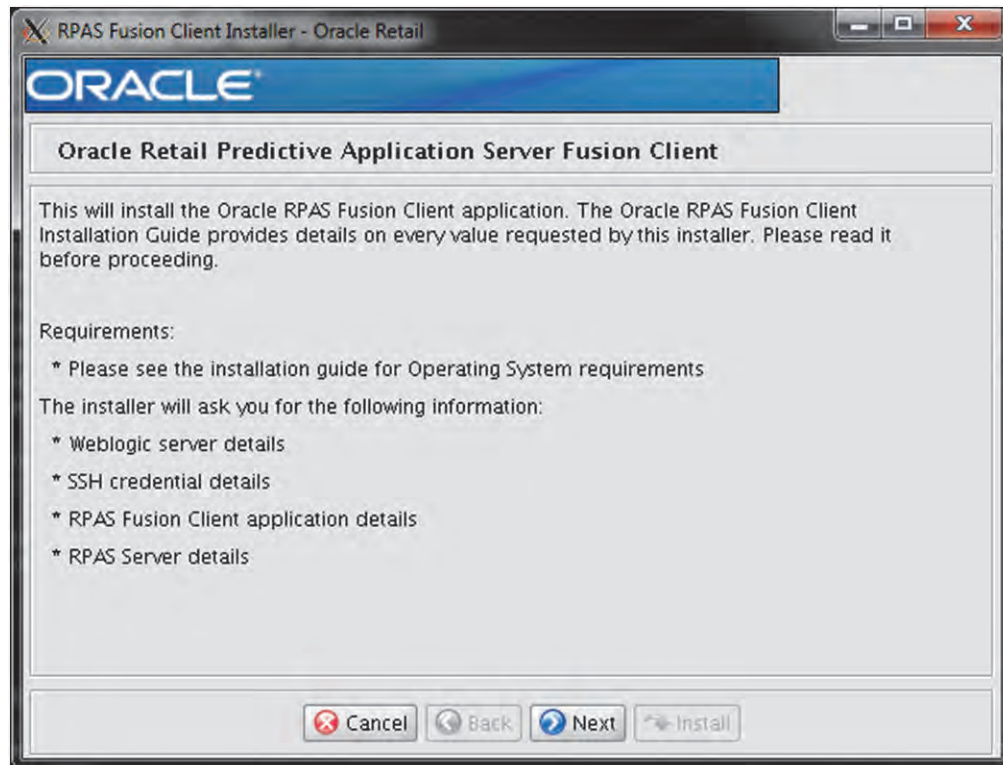 RPAS Fusion Client Installer - Oracle Retail
ORACLE®
Oracle Retail Predictive Application Server Fusion Client
This will install the Oracle RPAS Fusion Client application. The Oracle RPAS Fusion Client
Installation Guide provides details on every value requested by this installer. Please read it
before proceeding.
Requirements:
* Please see the installation guide for Operating System requirements
The installer will ask you for the following information:
* Weblogic server details
* SSH credential details
* RPAS Fusion Client application details
* RPAS Server details
Cancel Back Next Install